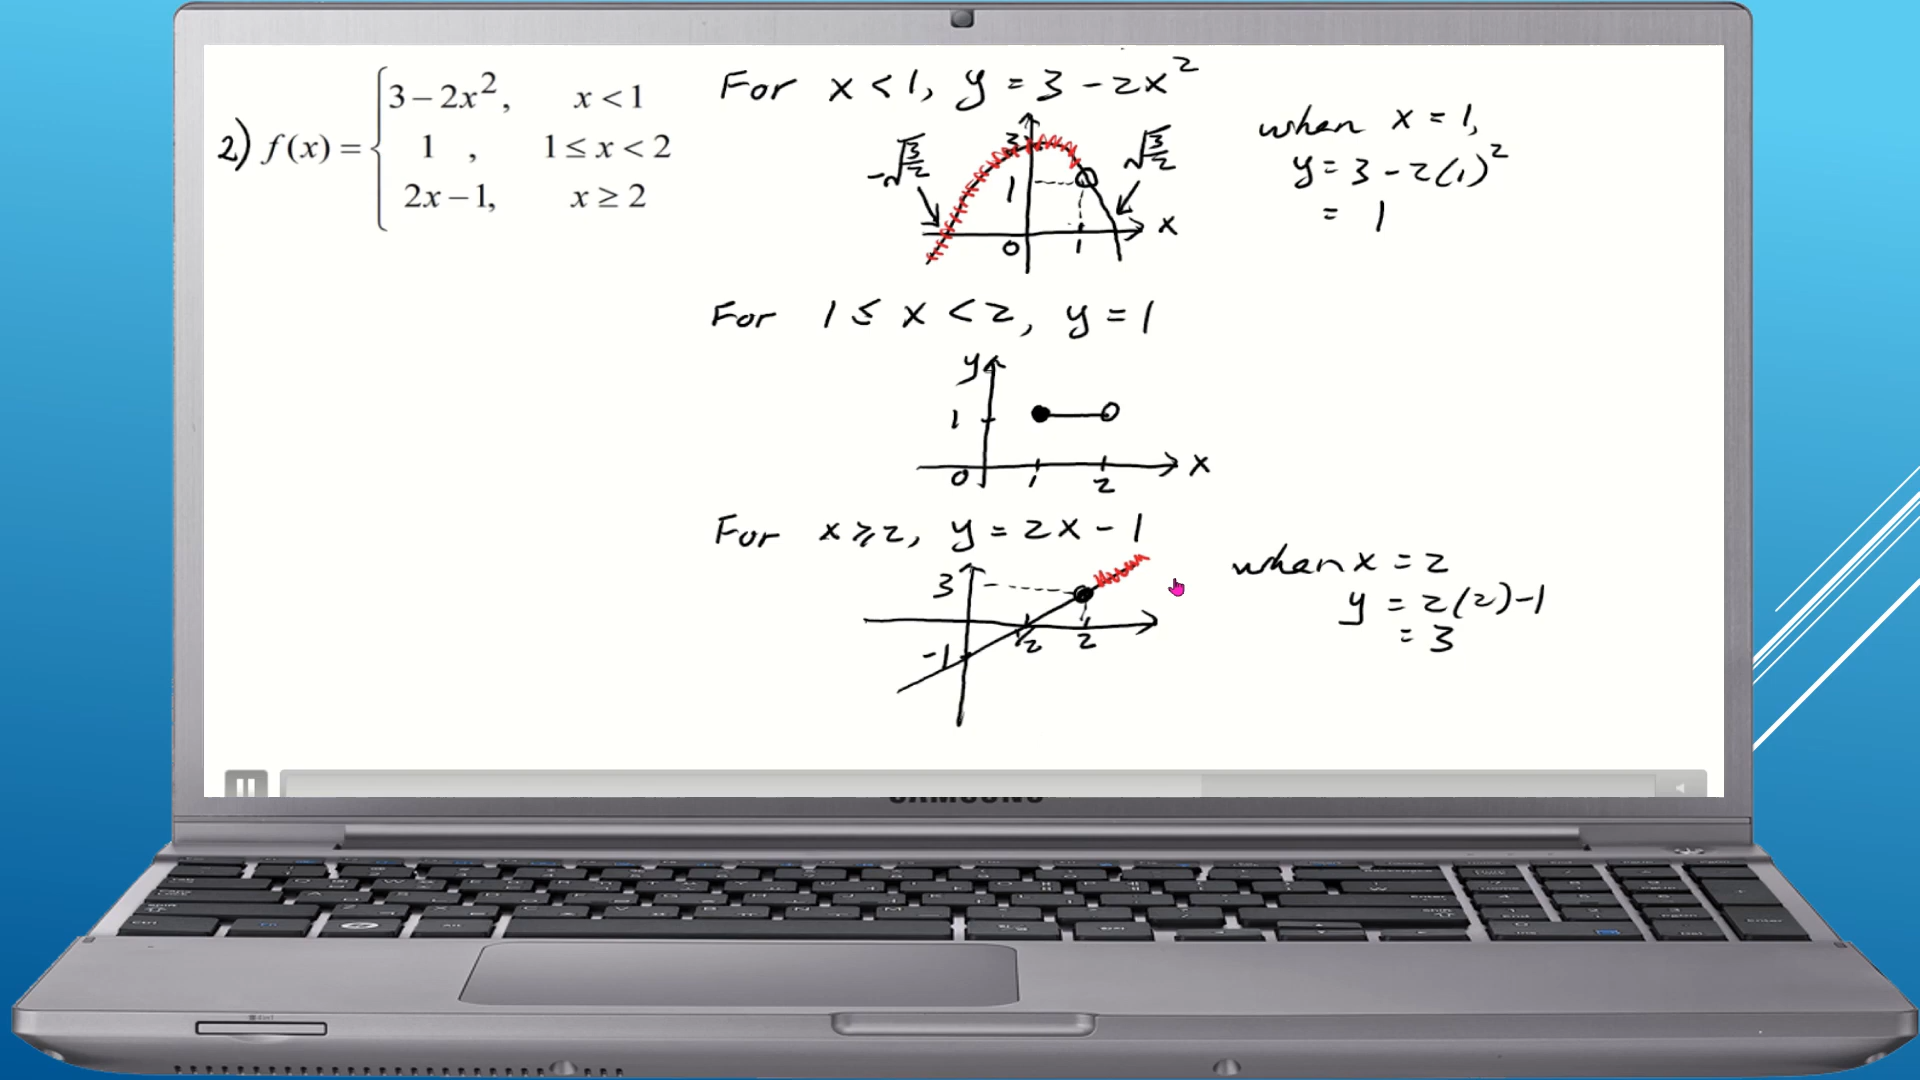 2) f(x) = { 3 − 2x², x < 1
1 , 1 ≤ x < 2
2x − 1, x ≥ 2
For x < 1, y = 3 − 2x²
3
−√(3/2)
√(3/2)
1
x
0
1
when x = 1,
y = 3 − 2(1)²
= 1
For 1 ≤ x < 2, y = 1
y
1
x
0
1
2
For x ≥ 2, y = 2x − 1
3
1/2
2
−1
when x = 2
y = 2(2) − 1
= 3